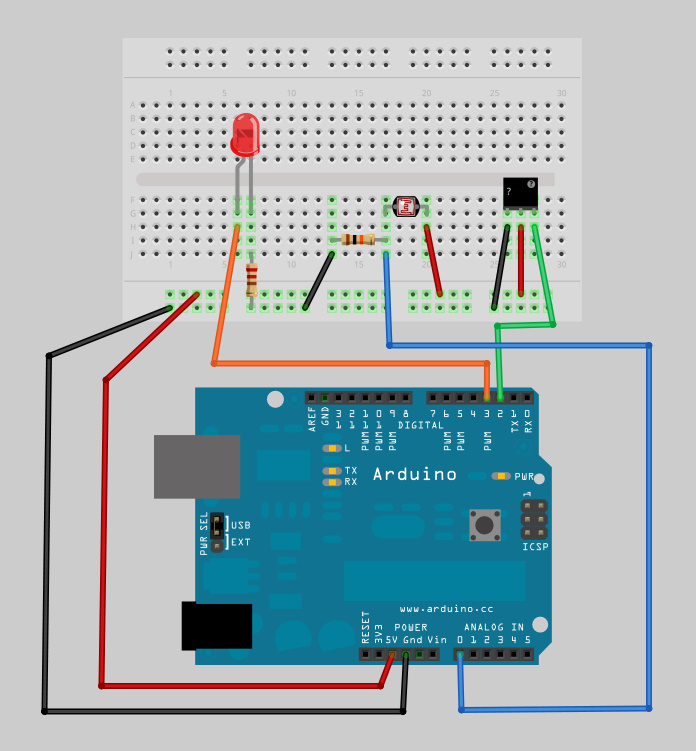 1 5 10 15 20 25 30
A
B
C
D
E
F
G
H
I
J
? ?
1 5 10 15 20 25 30
AREF GND 13 12 11 10 9 8 7 6 5 4 3 2 1 0
PWM PWM PWM PWM PWM PWM TX RX
DIGITAL
L
TX
RX
Arduino
PWR
1
PWR SEL
USB
EXT
ICSP
www.arduino.cc
POWER ANALOG IN
RESET 3V3 5V Gnd Vin 0 1 2 3 4 5